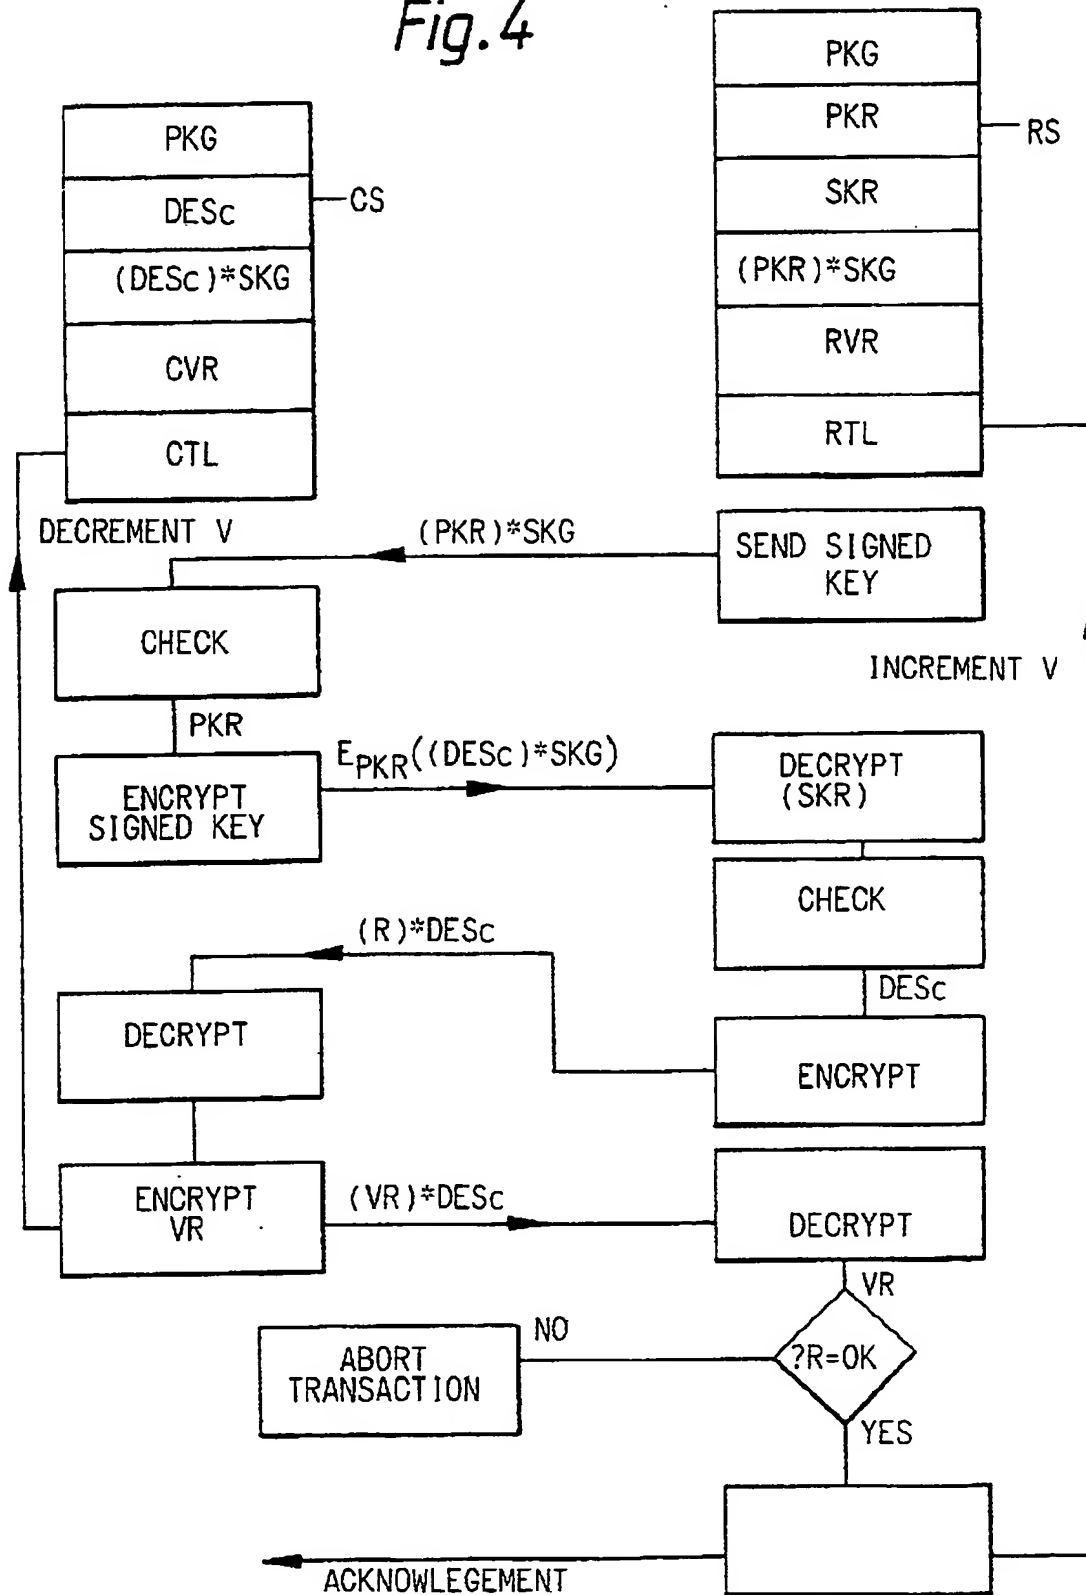 Fig. 4
PKG
PKR
RS
SKR
(PKR)*SKG
RVR
RTL
PKG
DESc
CS
(DESc)*SKG
CVR
CTL
DECREMENT V
(PKR)*SKG
SEND SIGNED
KEY
CHECK
INCREMENT V
PKR
EPKR((DESc)*SKG)
ENCRYPT
SIGNED KEY
DECRYPT
(SKR)
CHECK
(R)*DESc
DESc
DECRYPT
ENCRYPT
ENCRYPT
VR
(VR)*DESc
DECRYPT
VR
NO
?R=OK
ABORT
TRANSACTION
YES
ACKNOWLEGEMENT